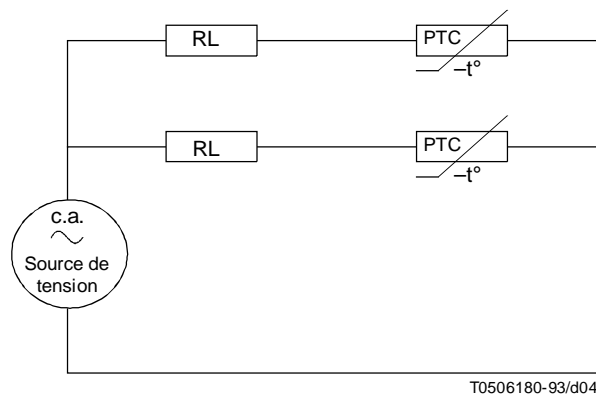 RL
PTC
–t°
RL
PTC
–t°
c.a.
Source de
tension
T0506180-93/d04